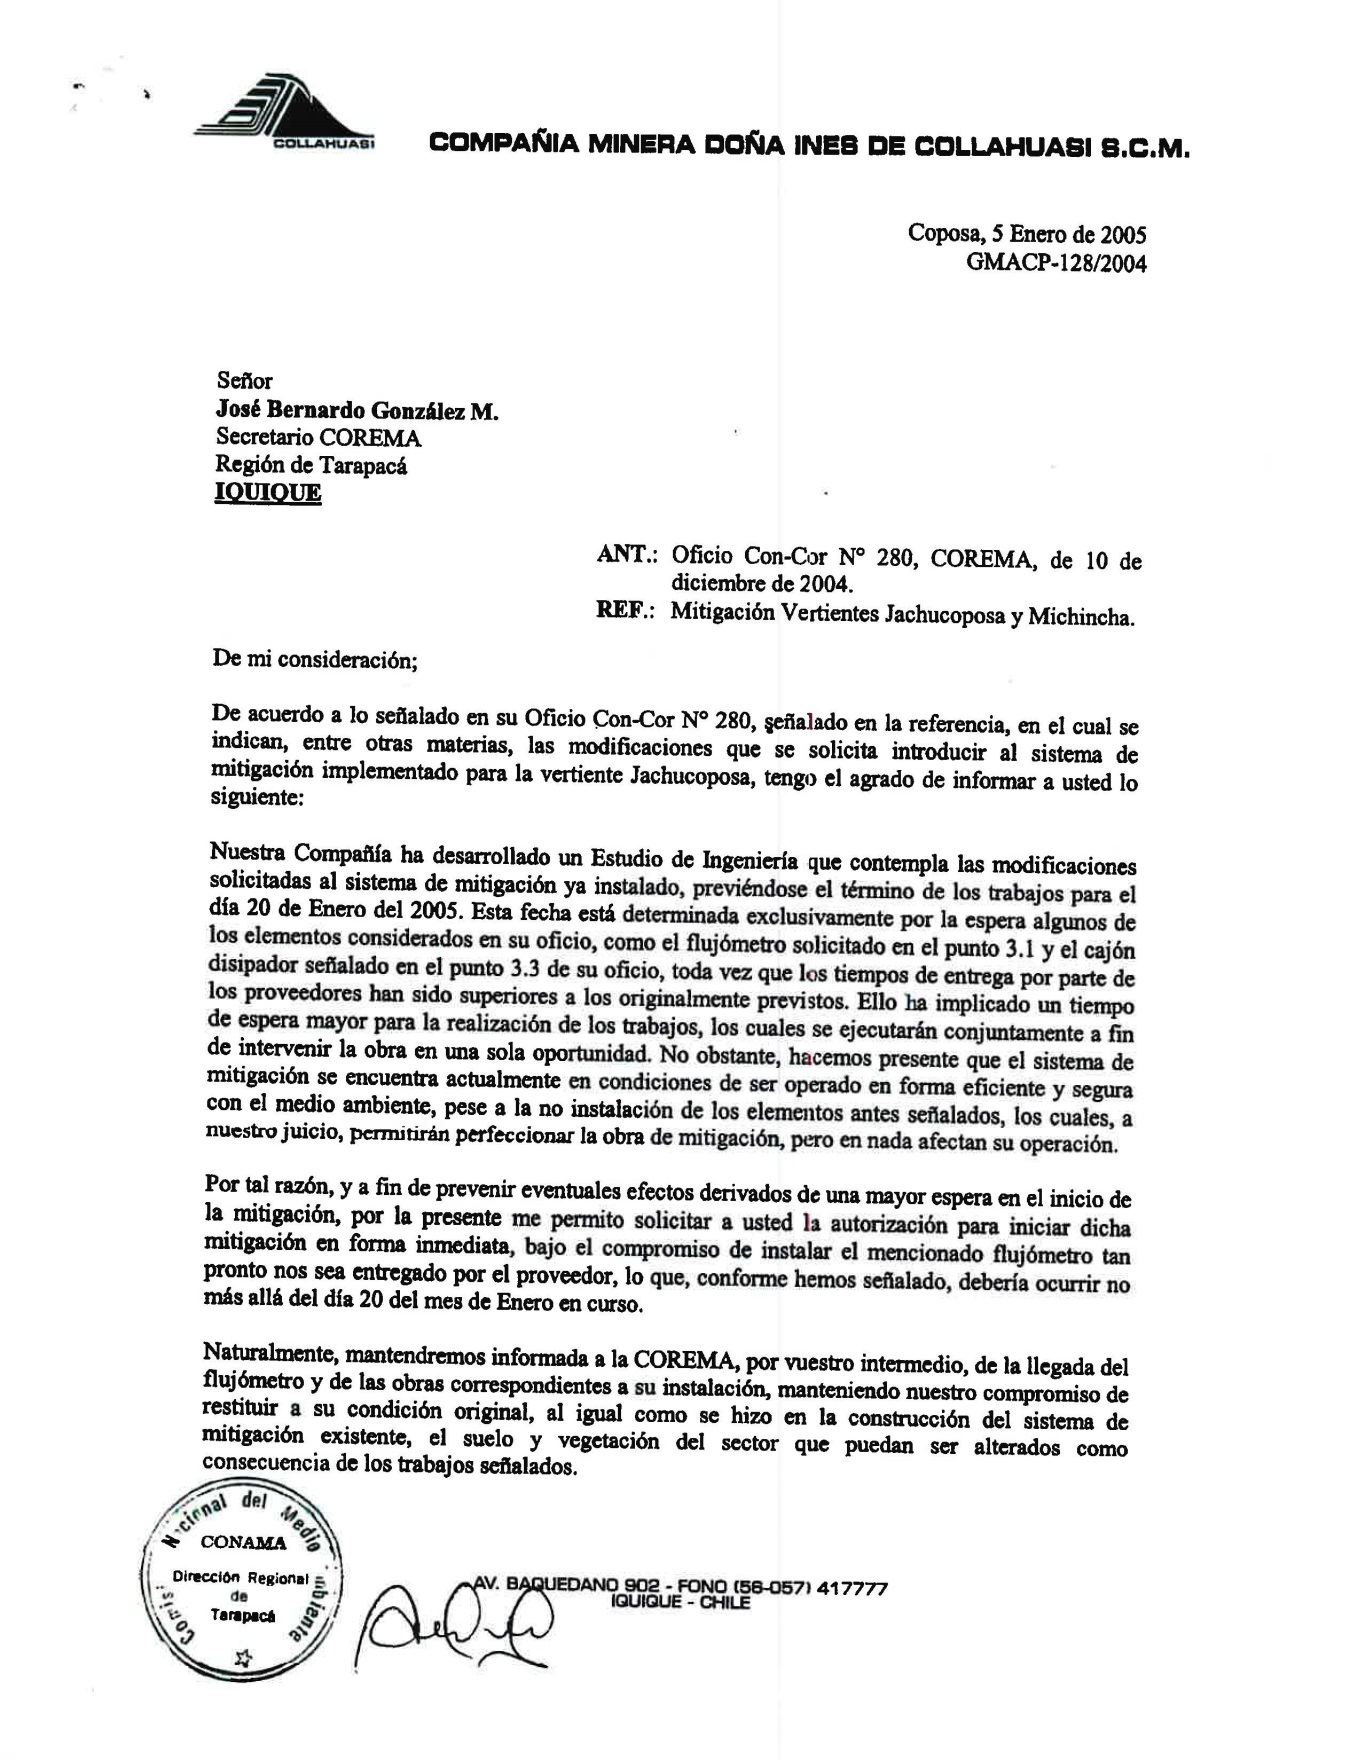 COLLAHUASI
COMPAÑIA MINERA DOÑA INES DE COLLAHUASI S.C.M.
Coposa, 5 Enero de 2005
GMACP-128/2004
Señor
José Bernardo González M.
Secretario COREMA
Región de Tarapacá
IQUIQUE
ANT.: Oficio Con-Cor Nº 280, COREMA, de 10 de
diciembre de 2004.
REF.: Mitigación Vertientes Jachucoposa y Michincha.
De mi consideración;
De acuerdo a lo señalado en su Oficio Con-Cor Nº 280, señalado en la referencia, en el cual se
indican, entre otras materias, las modificaciones que se solicita introducir al sistema de
mitigación implementado para la vertiente Jachucoposa, tengo el agrado de informar a usted lo
siguiente:
Nuestra Compañía ha desarrollado un Estudio de Ingeniería que contempla las modificaciones
solicitadas al sistema de mitigación ya instalado, previéndose el término de los trabajos para el
día 20 de Enero del 2005. Esta fecha está determinada exclusivamente por la espera algunos de
los elementos considerados en su oficio, como el flujómetro solicitado en el punto 3.1 y el cajón
disipador señalado en el punto 3.3 de su oficio, toda vez que los tiempos de entrega por parte de
los proveedores han sido superiores a los originalmente previstos. Ello ha implicado un tiempo
de espera mayor para la realización de los trabajos, los cuales se ejecutarán conjuntamente a fin
de intervenir la obra en una sola oportunidad. No obstante, hacemos presente que el sistema de
mitigación se encuentra actualmente en condiciones de ser operado en forma eficiente y segura
con el medio ambiente, pese a la no instalación de los elementos antes señalados, los cuales, a
nuestro juicio, permitirán perfeccionar la obra de mitigación, pero en nada afectan su operación.
Por tal razón, y a fin de prevenir eventuales efectos derivados de una mayor espera en el inicio de
la mitigación, por la presente me permito solicitar a usted la autorización para iniciar dicha
mitigación en forma inmediata, bajo el compromiso de instalar el mencionado flujómetro tan
pronto nos sea entregado por el proveedor, lo que, conforme hemos señalado, debería ocurrir no
más allá del día 20 del mes de Enero en curso.
Naturalmente, mantendremos informada a la COREMA, por vuestro intermedio, de la llegada del
flujómetro y de las obras correspondientes a su instalación, manteniendo nuestro compromiso de
restituir a su condición original, al igual como se hizo en la construcción del sistema de
mitigación existente, el suelo y vegetación del sector que puedan ser alterados como
consecuencia de los trabajos señalados.
Nacional del Medio
CONAMA
Dirección Regional
de
Tarapacá
AV. BAQUEDANO 902 - FONO (56-057) 417777
IQUIQUE - CHILE